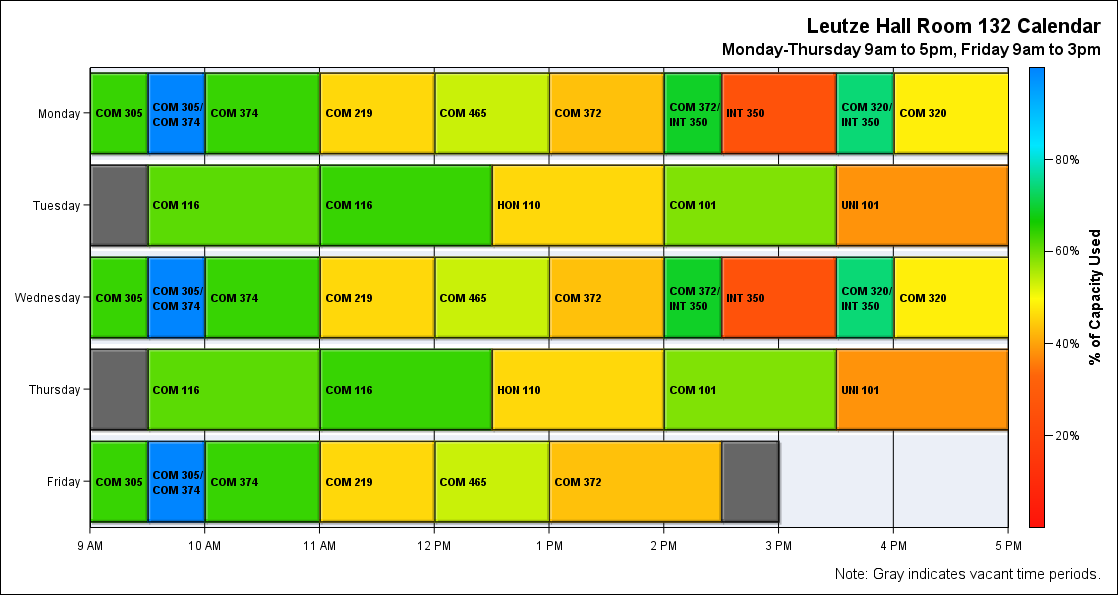 Leutze Hall Room 132 Calendar
Monday-Thursday 9am to 5pm, Friday 9am to 3pm
Monday
COM 305
COM 305/
COM 374
COM 374
COM 219
COM 465
COM 372
COM 372/
INT 350
INT 350
COM 320/
INT 350
COM 320
Tuesday
COM 116
COM 116
HON 110
COM 101
UNI 101
Wednesday
COM 305
COM 305/
COM 374
COM 374
COM 219
COM 465
COM 372
COM 372/
INT 350
INT 350
COM 320/
INT 350
COM 320
Thursday
COM 116
COM 116
HON 110
COM 101
UNI 101
Friday
COM 305
COM 305/
COM 374
COM 374
COM 219
COM 465
COM 372
9 AM
10 AM
11 AM
12 PM
1 PM
2 PM
3 PM
4 PM
5 PM
80%
60%
40%
20%
% of Capacity Used
Note: Gray indicates vacant time periods.